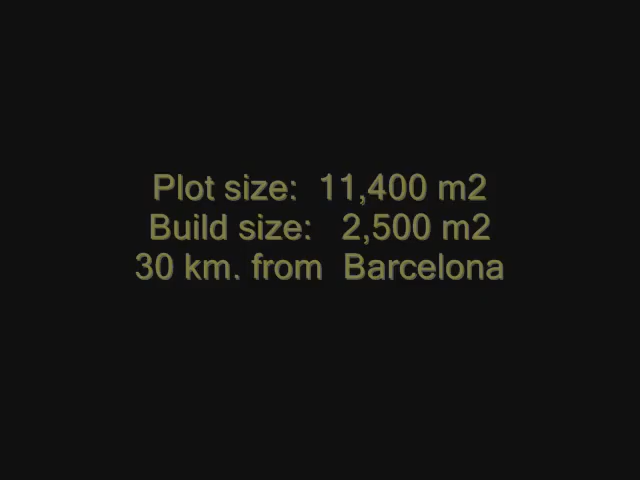 Plot size:  11,400 m2
Build size:   2,500 m2
30 km. from  Barcelona